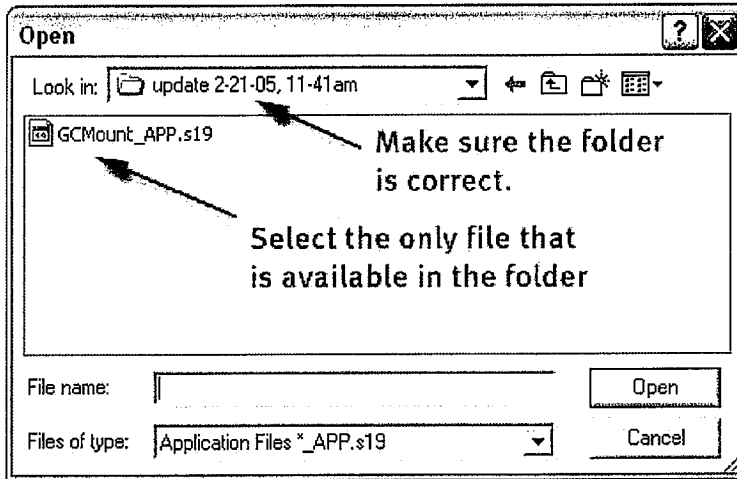 Open
Look in: update 2-21-05, 11-41am
GCMount_APP.s19
Make sure the folder
is correct.
Select the only file that
is available in the folder
File name:
Open
Files of type: Application Files *_APP.s19
Cancel